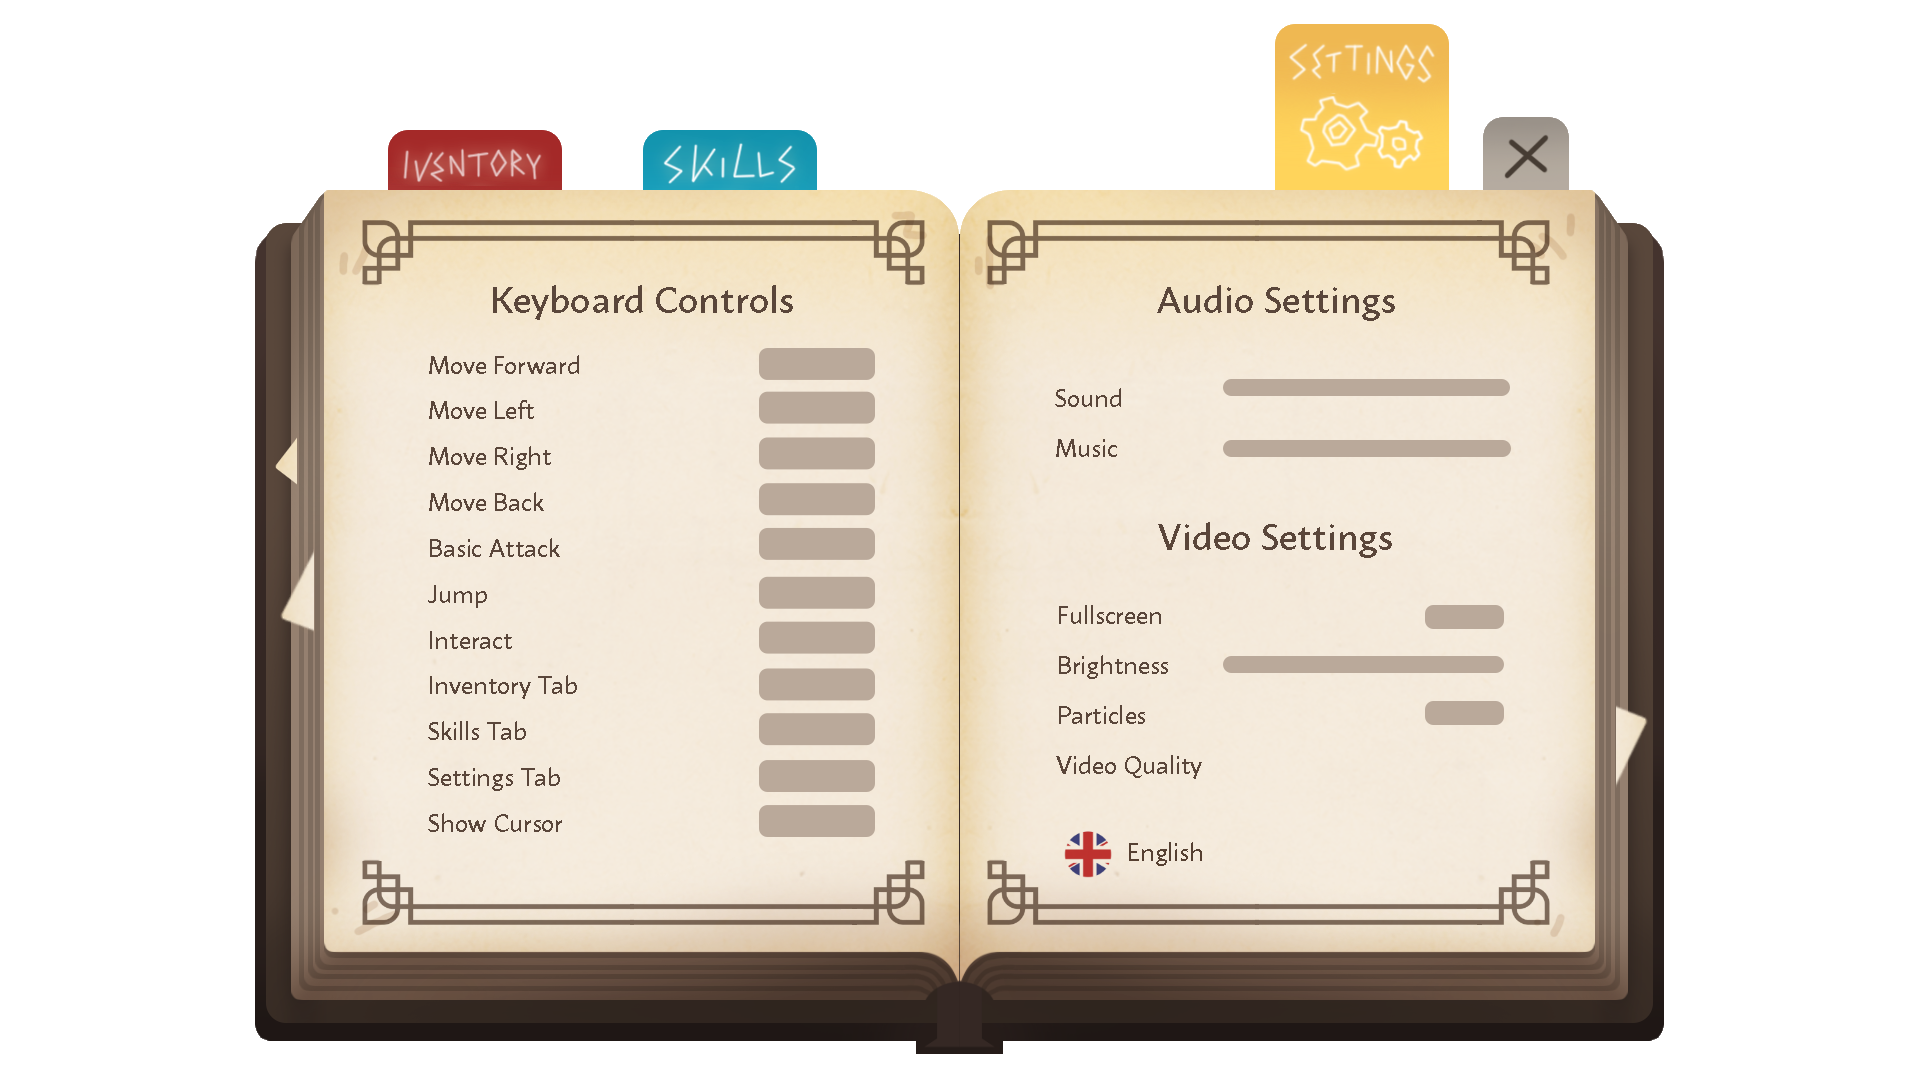 IVENTORY
SKILLS
SETTINGS
Keyboard Controls
Move Forward
Move Left
Move Right
Move Back
Basic Attack
Jump
Interact
Inventory Tab
Skills Tab
Settings Tab
Show Cursor
Audio Settings
Sound
Music
Video Settings
Fullscreen
Brightness
Particles
Video Quality
English